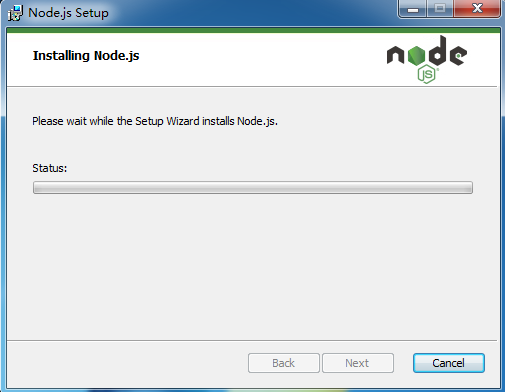 Node.js Setup
Installing Node.js
node
JS
Please wait while the Setup Wizard installs Node.js.
Status:
Back
Next
Cancel